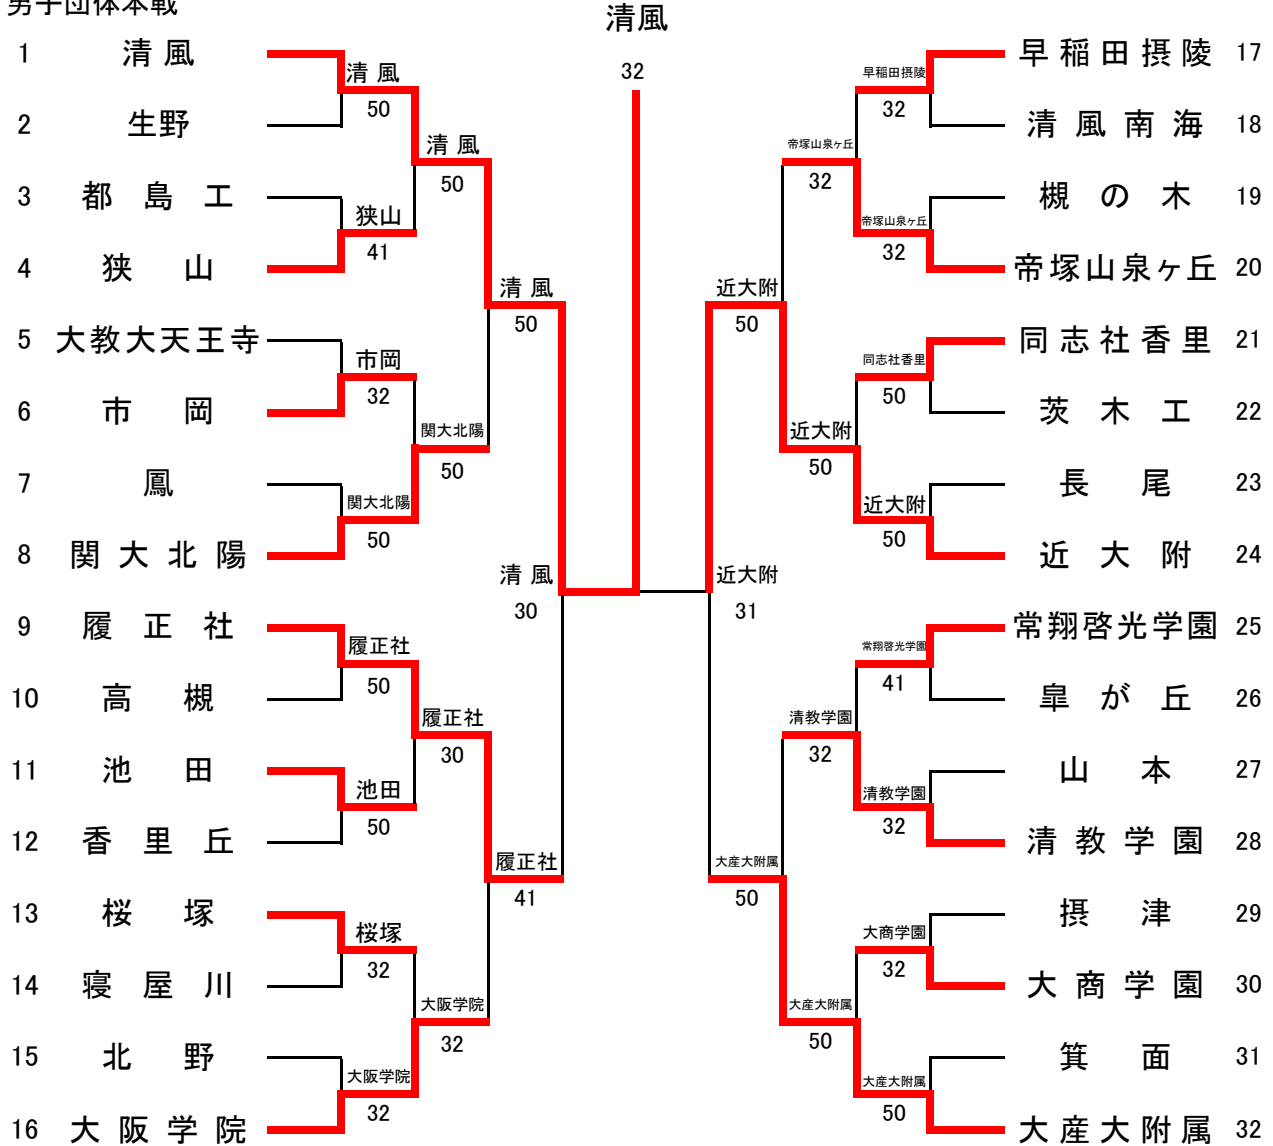 男子団体本戦
清風
32
1 清風
2 生野
3 都島工
4 狭山
5 大教大天王寺
6 市岡
7 鳳
8 関大北陽
9 履正社
10 高槻
11 池田
12 香里丘
13 桜塚
14 寝屋川
15 北野
16 大阪学院
清風
50
狭山
41
市岡
32
関大北陽
50
履正社
50
池田
50
桜塚
32
大阪学院
32
清風
50
関大北陽
50
履正社
30
大阪学院
32
清風
50
履正社
41
清風
30
近大附
31
近大附
50
大産大附属
50
帝塚山泉ヶ丘
32
近大附
50
清教学園
32
大産大附属
50
早稲田摂陵
32
帝塚山泉ヶ丘
32
同志社香里
50
近大附
50
常翔啓光学園
41
清教学園
32
大商学園
32
大産大附属
50
早稲田摂陵 17
清風南海 18
槻の木 19
帝塚山泉ヶ丘 20
同志社香里 21
茨木工 22
長尾 23
近大附 24
常翔啓光学園 25
皐が丘 26
山本 27
清教学園 28
摂津 29
大商学園 30
箕面 31
大産大附属 32